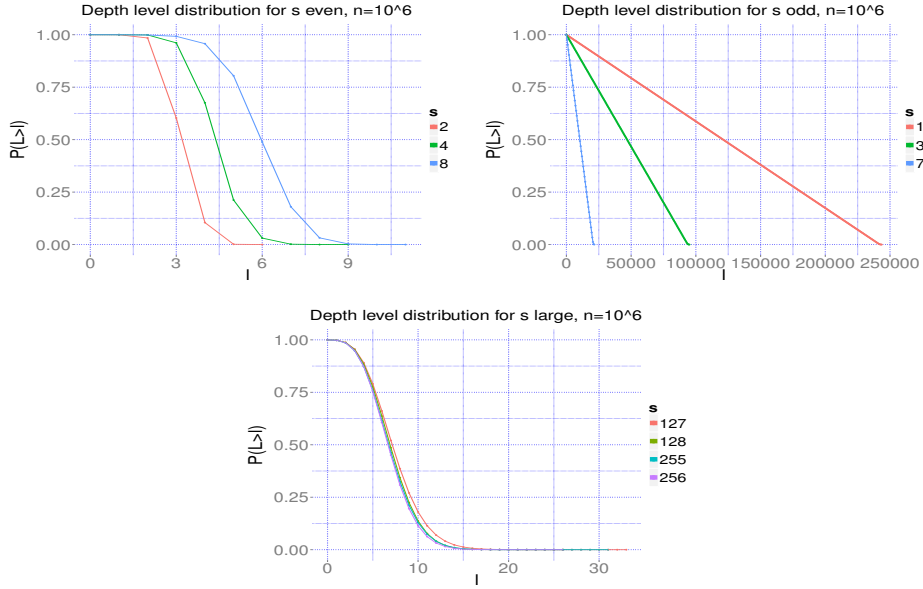 Depth level distribution for s even, n=10^6
P(L>l)
1.00
0.75
0.50
0.25
0.00
0 3 6 9
l
s
2
4
8
Depth level distribution for s odd, n=10^6
P(L>l)
1.00
0.75
0.50
0.25
0.00
0 50000 100000 150000 200000 250000
l
s
1
3
7
Depth level distribution for s large, n=10^6
P(L>l)
1.00
0.75
0.50
0.25
0.00
0 10 20 30
l
s
127
128
255
256